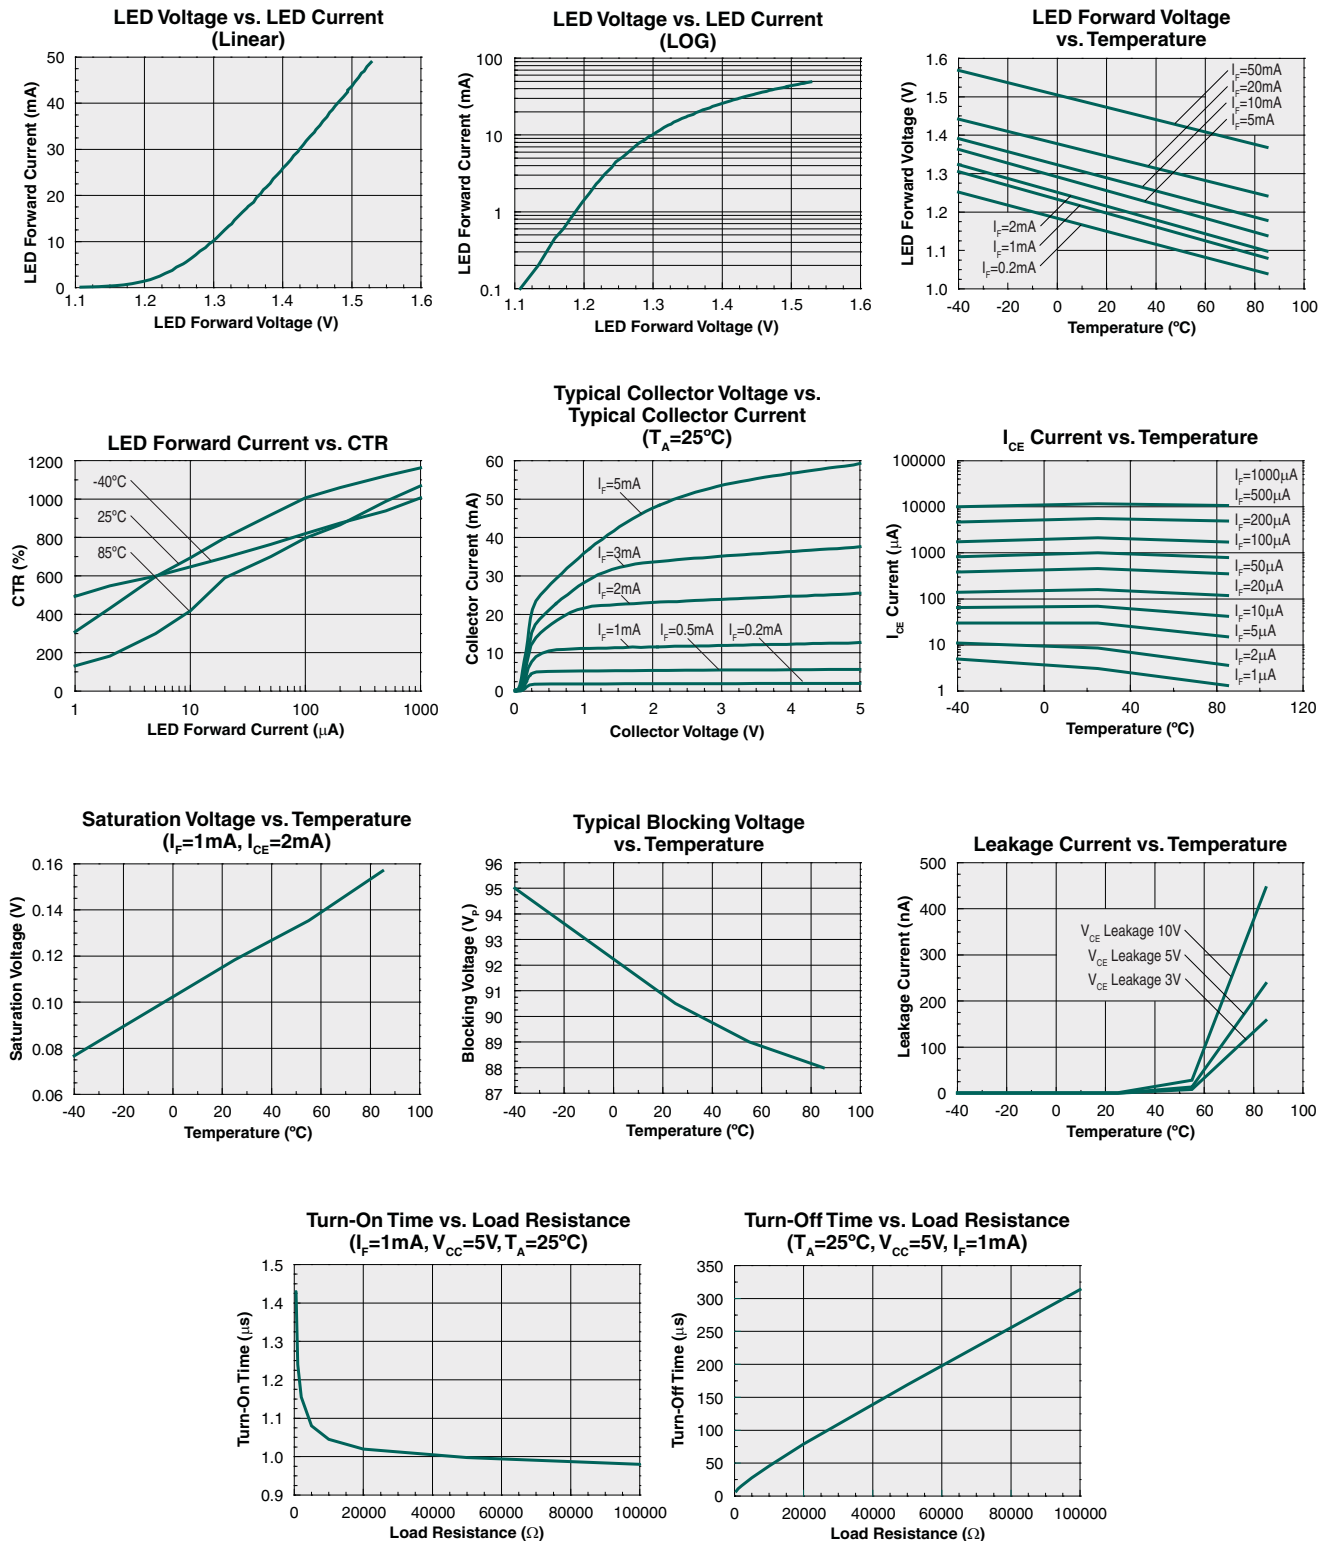 LED Voltage vs. LED Current
(Linear)
LED Forward Current (mA)
50
40
30
20
10
0
1.1 1.2 1.3 1.4 1.5 1.6
LED Forward Voltage (V)
LED Voltage vs. LED Current
(LOG)
LED Forward Current (mA)
100
10
1
0.1
1.1 1.2 1.3 1.4 1.5 1.6
LED Forward Voltage (V)
LED Forward Voltage
vs. Temperature
LED Forward Voltage (V)
1.6
1.5
1.4
1.3
1.2
1.1
1.0
IF=50mA
IF=20mA
IF=10mA
IF=5mA
IF=2mA
IF=1mA
IF=0.2mA
-40 -20 0 20 40 60 80 100
Temperature (ºC)
LED Forward Current vs. CTR
CTR (%)
1200
1000
800
600
400
200
0
-40ºC
25ºC
85ºC
1 10 100 1000
LED Forward Current (μA)
Typical Collector Voltage vs.
Typical Collector Current
(TA=25ºC)
Collector Current (mA)
60
50
40
30
20
10
0
IF=5mA
IF=3mA
IF=2mA
IF=1mA IF=0.5mA IF=0.2mA
0 1 2 3 4 5
Collector Voltage (V)
ICE Current vs. Temperature
ICE Current (μA)
100000
10000
1000
100
10
1
IF=1000μA
IF=500μA
IF=200μA
IF=100μA
IF=50μA
IF=20μA
IF=10μA
IF=5μA
IF=2μA
IF=1μA
-40 0 40 80 120
Temperature (ºC)
Saturation Voltage vs. Temperature
(IF=1mA, ICE=2mA)
Saturation Voltage (V)
0.16
0.14
0.12
0.10
0.08
0.06
-40 -20 0 20 40 60 80 100
Temperature (ºC)
Typical Blocking Voltage
vs. Temperature
Blocking Voltage (VP)
96
95
94
93
92
91
90
89
88
87
-40 -20 0 20 40 60 80 100
Temperature (ºC)
Leakage Current vs. Temperature
Leakage Current (nA)
500
400
300
200
100
0
VCE Leakage 10V
VCE Leakage 5V
VCE Leakage 3V
-40 -20 0 20 40 60 80 100
Temperature (ºC)
Turn-On Time vs. Load Resistance
(IF=1mA, VCC=5V, TA=25ºC)
Turn-On Time (μs)
1.5
1.4
1.3
1.2
1.1
1.0
0.9
0 20000 40000 60000 80000 100000
Load Resistance (Ω)
Turn-Off Time vs. Load Resistance
(TA=25ºC, VCC=5V, IF=1mA)
Turn-Off Time (μs)
350
300
250
200
150
100
50
0
0 20000 40000 60000 80000 100000
Load Resistance (Ω)